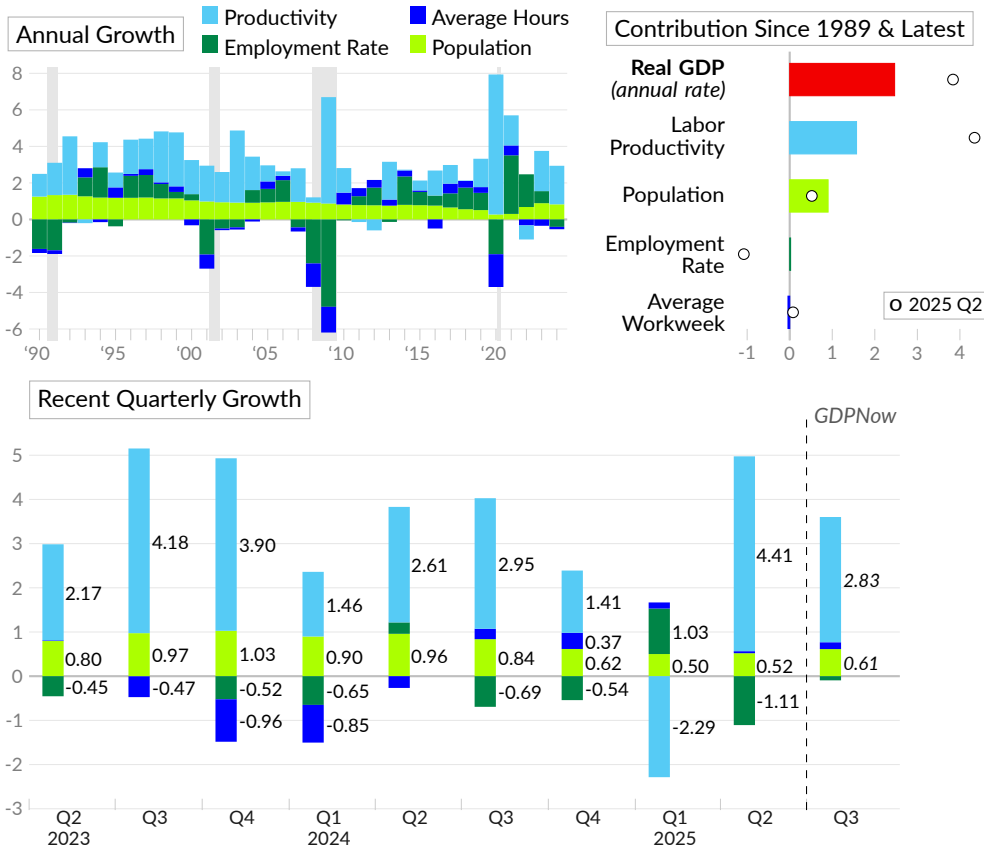 Annual Growth
Productivity
Average Hours
Employment Rate
Population
8
6
4
2
0
-2
-4
-6
'90
'95
'00
'05
'10
'15
'20
Contribution Since 1989 & Latest
Real GDP
(annual rate)
Labor
Productivity
Population
Employment
Rate
Average
Workweek
2025 Q2
-1
0
1
2
3
4
Recent Quarterly Growth
GDPNow
5
4
3
2
1
0
-1
-2
-3
2.17
0.80
-0.45
4.18
0.97
-0.47
3.90
1.03
-0.52
-0.96
1.46
0.90
-0.65
-0.85
2.61
0.96
2.95
0.84
-0.69
1.41
0.37
0.62
-0.54
1.03
0.50
-2.29
4.41
0.52
-1.11
2.83
0.61
Q2
2023
Q3
Q4
Q1
2024
Q2
Q3
Q4
Q1
2025
Q2
Q3